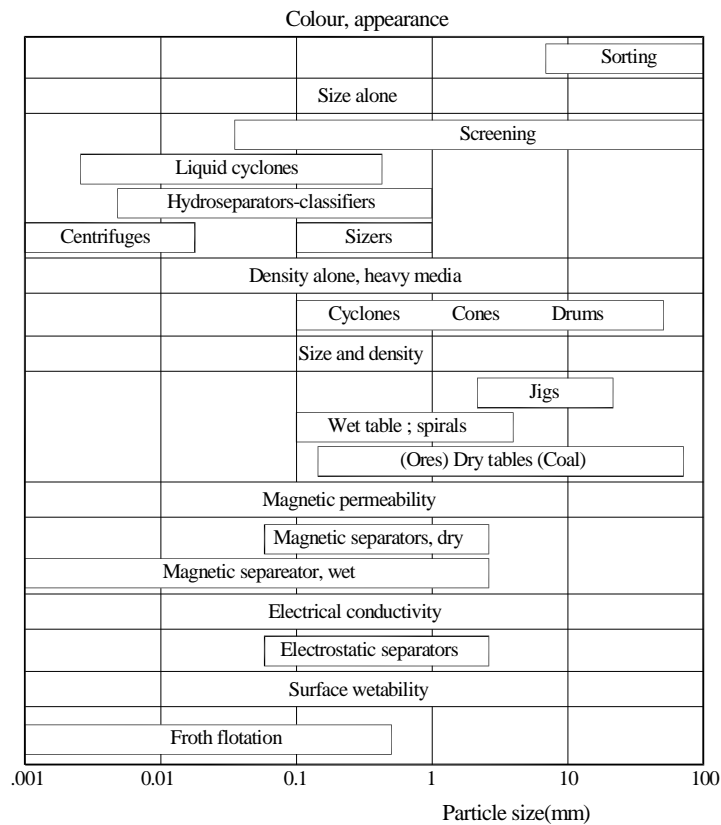 Colour, appearance
Sorting
Size alone
Screening
Liquid cyclones
Hydroseparators-classifiers
Centrifuges Sizers
Density alone, heavy media
Cyclones Cones Drums
Size and density
Jigs
Wet table ; spirals
(Ores) Dry tables (Coal)
Magnetic permeability
Magnetic separators, dry
Magnetic separeator, wet
Electrical conductivity
Electrostatic separators
Surface wetability
Froth flotation
.001 0.01 0.1 1 10 100
Particle size(mm)